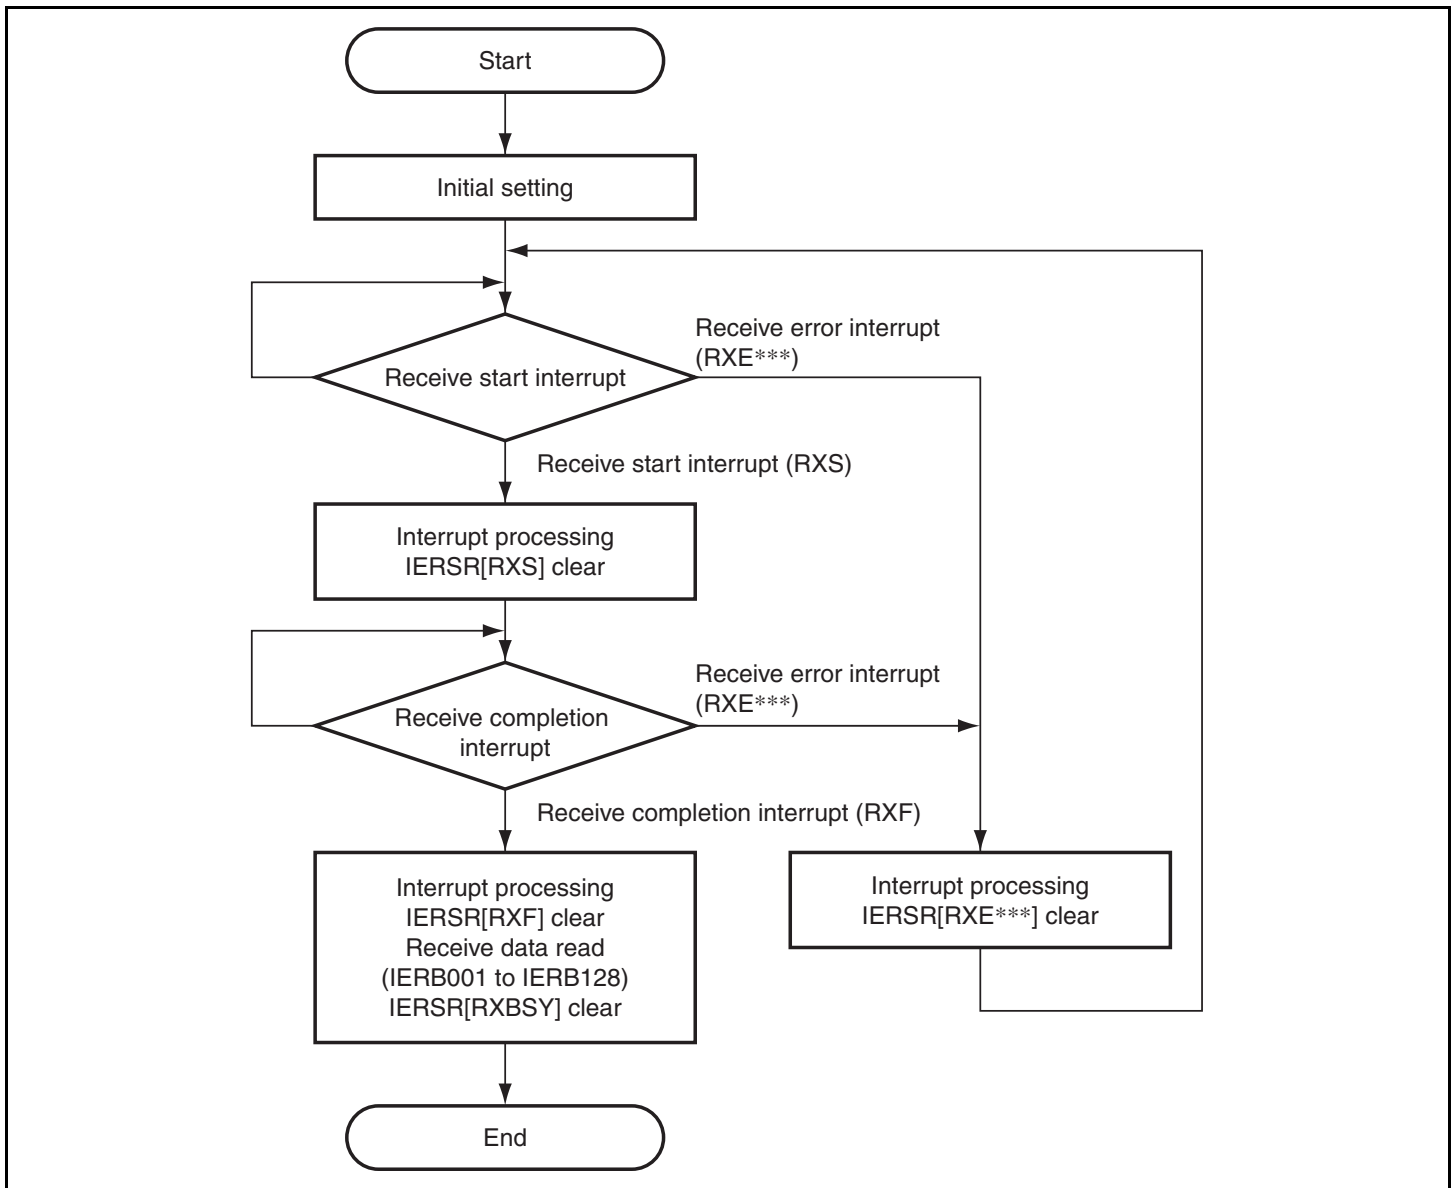 Start
Initial setting
Receive error interrupt
(RXE***)
Receive start interrupt
Receive start interrupt (RXS)
Interrupt processing
IERSR[RXS] clear
Receive error interrupt
(RXE***)
Receive completion
interrupt
Receive completion interrupt (RXF)
Interrupt processing
IERSR[RXF] clear
Receive data read
(IERB001 to IERB128)
IERSR[RXBSY] clear
Interrupt processing
IERSR[RXE***] clear
End